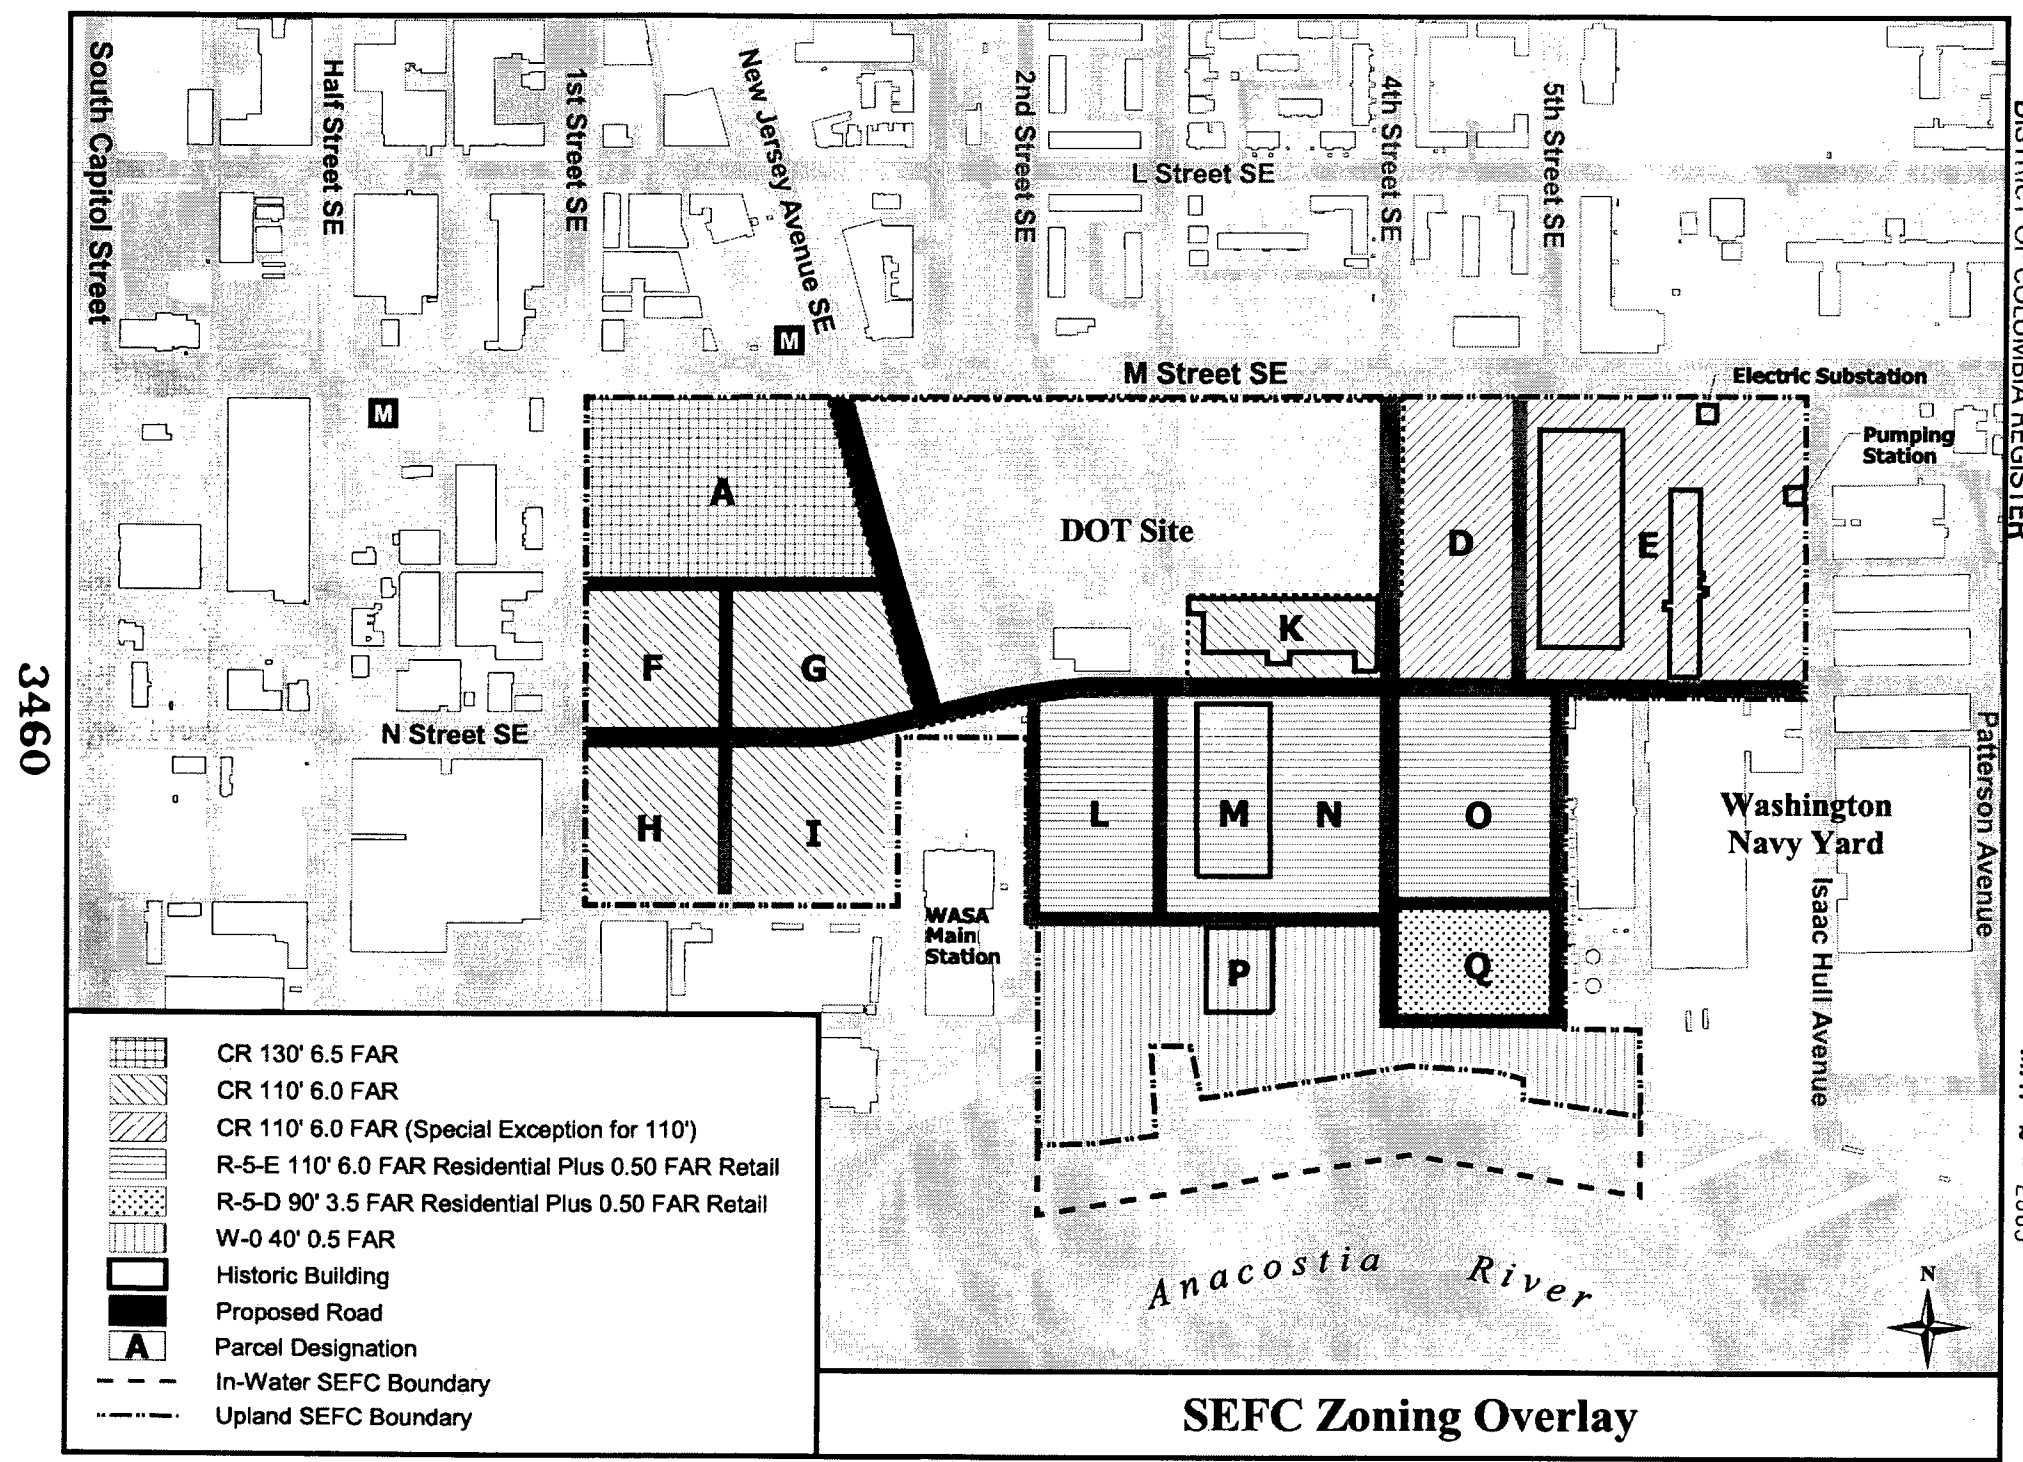 South Capitol Street
Half Street SE
1st Street SE
New Jersey Avenue SE
2nd Street SE
4th Street SE
5th Street SE
L Street SE
M
M Street SE
Electric Substation
M
Pumping
Station
A
DOT Site
D
E
K
F
G
N Street SE
H
I
L
M
N
O
Washington
Navy Yard
Patterson Avenue
Isaac Hull Avenue
WASA
Main
Station
P
Q
CR 130' 6.5 FAR
CR 110' 6.0 FAR
CR 110' 6.0 FAR (Special Exception for 110')
R-5-E 110' 6.0 FAR Residential Plus 0.50 FAR Retail
R-5-D 90' 3.5 FAR Residential Plus 0.50 FAR Retail
W-0 40' 0.5 FAR
Historic Building
Proposed Road
A
Parcel Designation
In-Water SEFC Boundary
Upland SEFC Boundary
Anacostia River
N
SEFC Zoning Overlay
3460
DISTRICT OF COLUMBIA REGISTER